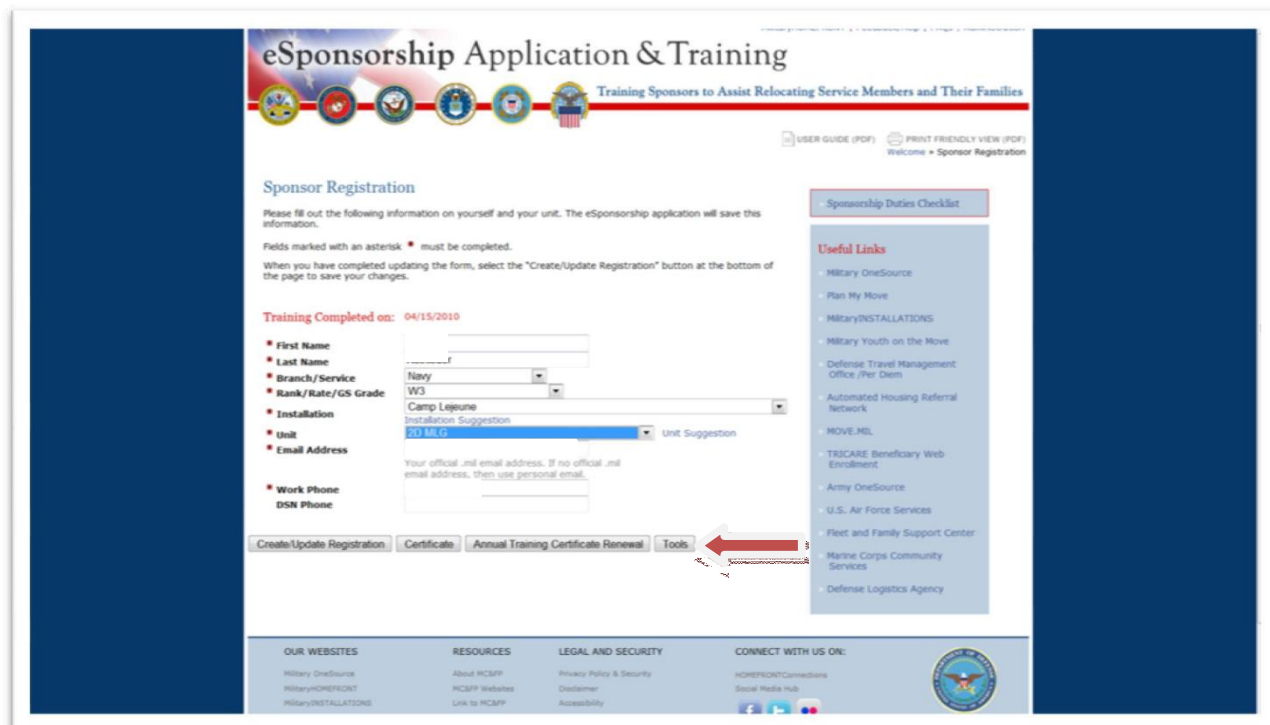 eSponsorship Application & Training
Training Sponsors to Assist Relocating Service Members and Their Families
USER GUIDE (PDF) PRINT FRIENDLY VIEW (PDF)
Welcome » Sponsor Registration
Sponsor Registration
Please fill out the following information on yourself and your unit. The eSponsorship application will save this
information.
Fields marked with an asterisk * must be completed.
When you have completed updating the form, select the "Create/Update Registration" button at the bottom of
the page to save your changes.
Training Completed on: 04/15/2010
* First Name
* Last Name
* Branch/Service Navy
* Rank/Rate/GS Grade W3
* Installation Camp Lejeune
Installation Suggestion
* Unit 2D MLG Unit Suggestion
* Email Address
Your official .mil email address. If no official .mil
email address, then use personal email.
* Work Phone
DSN Phone
Create/Update Registration Certificate Annual Training Certificate Renewal Tools
Sponsorship Duties Checklist
Useful Links
Military OneSource
Plan My Move
MilitaryINSTALLATIONS
Military Youth on the Move
Defense Travel Management
Office /Per Diem
Automated Housing Referral
Network
MOVE.MIL
TRICARE Beneficiary Web
Enrollment
Army OneSource
U.S. Air Force Services
Fleet and Family Support Center
Marine Corps Community
Services
Defense Logistics Agency
OUR WEBSITES
Military OneSource
MilitaryHOMEFRONT
MilitaryINSTALLATIONS
RESOURCES
About MC&FP
MC&FP Websites
Link to MC&FP
LEGAL AND SECURITY
Privacy Policy & Security
Disclaimer
Accessibility
CONNECT WITH US ON:
HOMEFRONTConnections
Social Media Hub